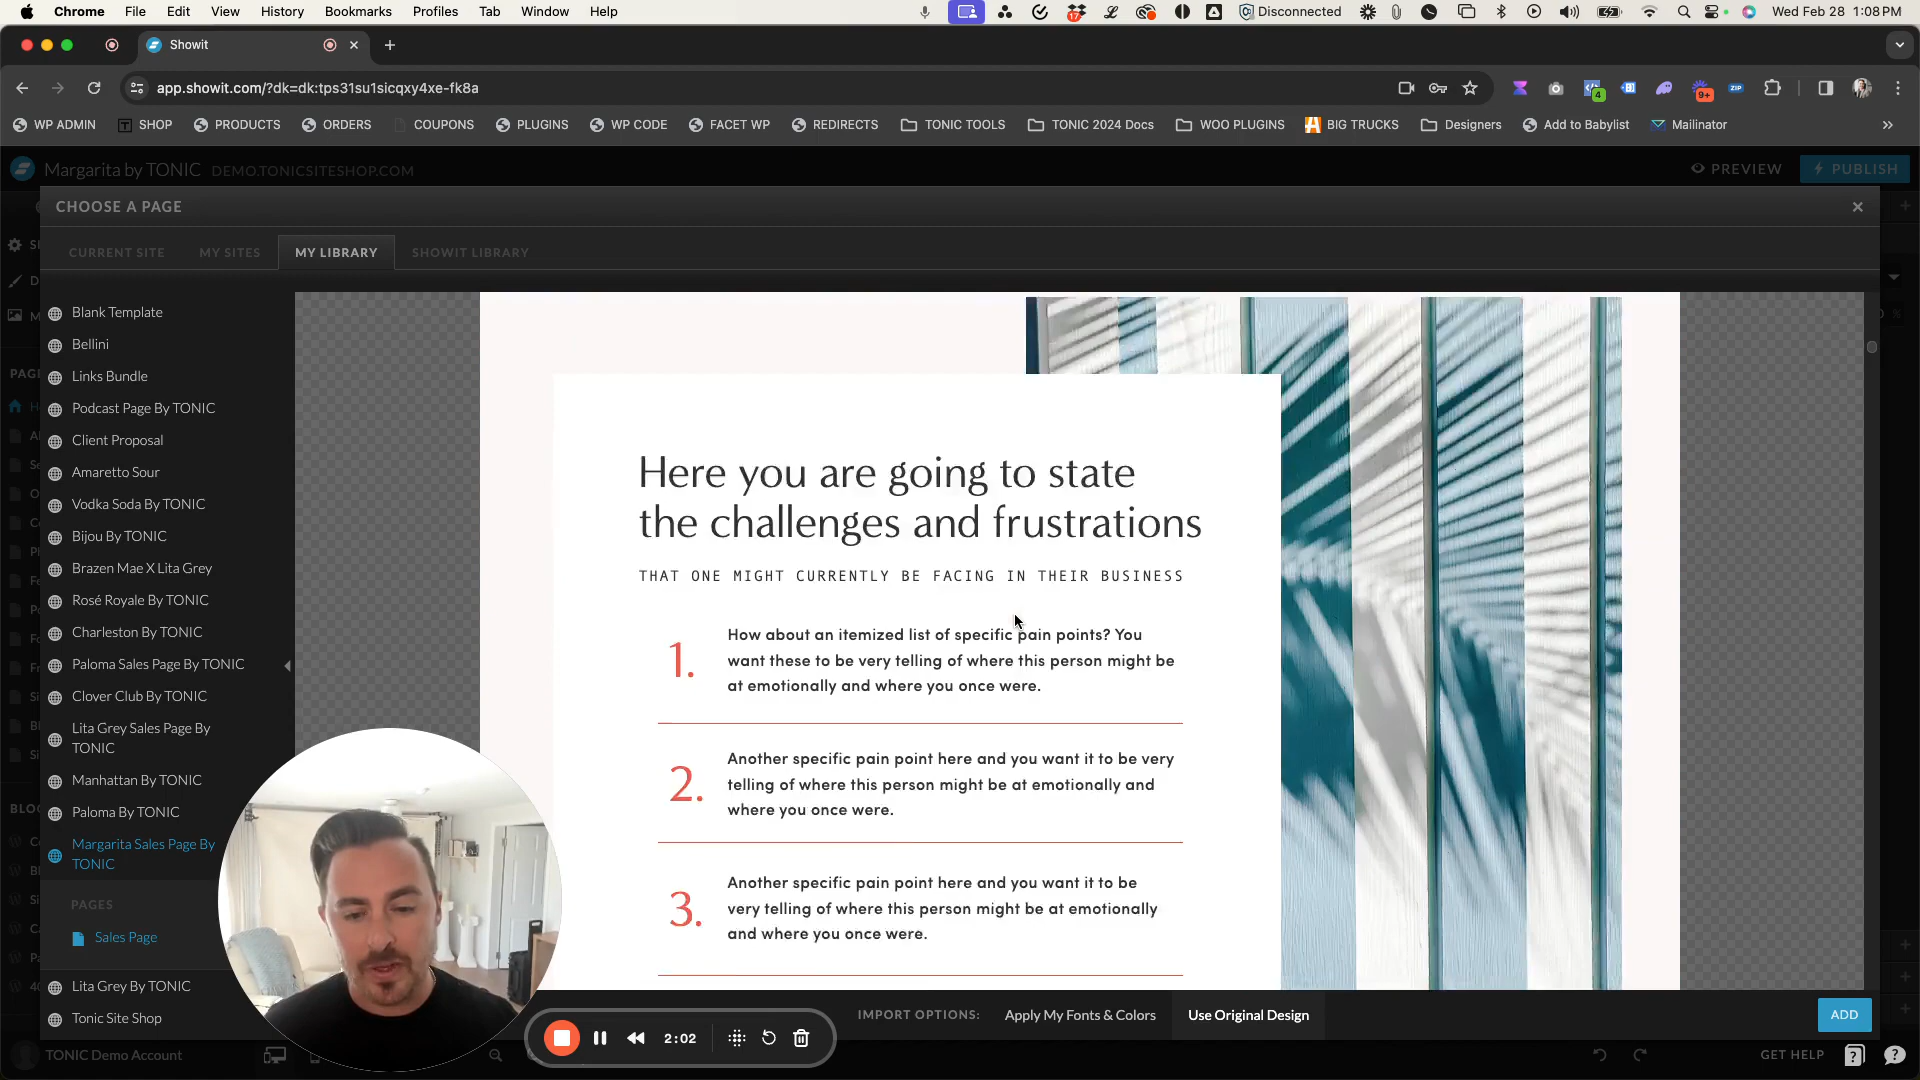 Chrome File Edit View History Bookmarks Profiles Tab Window Help
17
Disconnected
Wed Feb 28 1:08 PM
Showit
app.showit.com/?dk=dk:tps31su1sicqxy4xe-fk8a
4
9+
ZIP
WP ADMIN SHOP PRODUCTS ORDERS COUPONS PLUGINS WP CODE FACET WP REDIRECTS TONIC TOOLS TONIC 2024 Docs WOO PLUGINS BIG TRUCKS Designers Add to Babylist Mailinator
Margarita by TONIC DEMO.TONICSITESHOP.COM
PREVIEW PUBLISH
CHOOSE A PAGE
CURRENT SITE MY SITES MY LIBRARY SHOWIT LIBRARY
Blank Template
Bellini
Links Bundle
Podcast Page By TONIC
Client Proposal
Amaretto Sour
Vodka Soda By TONIC
Bijou By TONIC
Brazen Mae X Lita Grey
Rosé Royale By TONIC
Charleston By TONIC
Paloma Sales Page By TONIC
Clover Club By TONIC
Lita Grey Sales Page By
TONIC
Manhattan By TONIC
Paloma By TONIC
Margarita Sales Page By
TONIC
PAGES
Sales Page
Lita Grey By TONIC
Tonic Site Shop
Here you are going to state
the challenges and frustrations
THAT ONE MIGHT CURRENTLY BE FACING IN THEIR BUSINESS
1.
How about an itemized list of specific pain points? You
want these to be very telling of where this person might be
at emotionally and where you once were.
2.
Another specific pain point here and you want it to be very
telling of where this person might be at emotionally and
where you once were.
3.
Another specific pain point here and you want it to be
very telling of where this person might be at emotionally
and where you once were.
IMPORT OPTIONS: Apply My Fonts & Colors Use Original Design
ADD
2:02
TONIC Demo Account
GET HELP